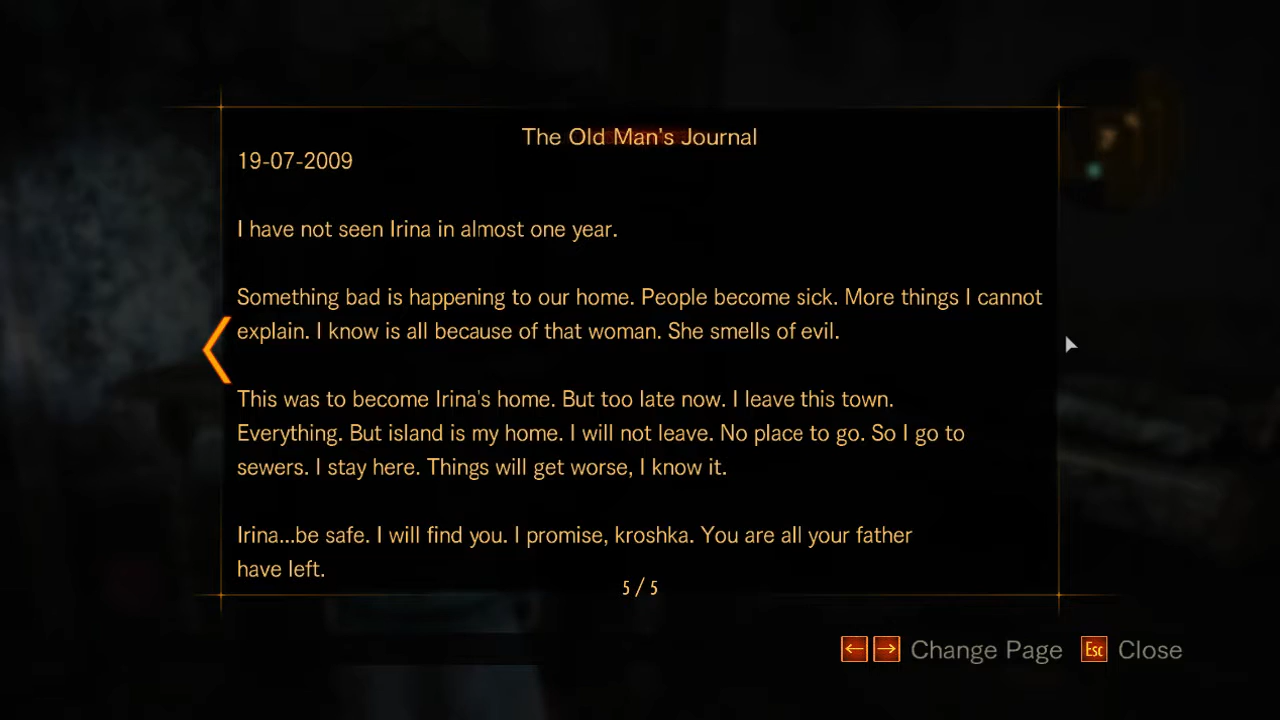 The Old Man's Journal
19-07-2009
I have not seen Irina in almost one year.
Something bad is happening to our home. People become sick. More things I cannot
explain. I know is all because of that woman. She smells of evil.
This was to become Irina's home. But too late now. I leave this town.
Everything. But island is my home. I will not leave. No place to go. So I go to
sewers. I stay here. Things will get worse, I know it.
Irina...be safe. I will find you. I promise, kroshka. You are all your father
have left.
5 / 5
← → Change Page Esc Close